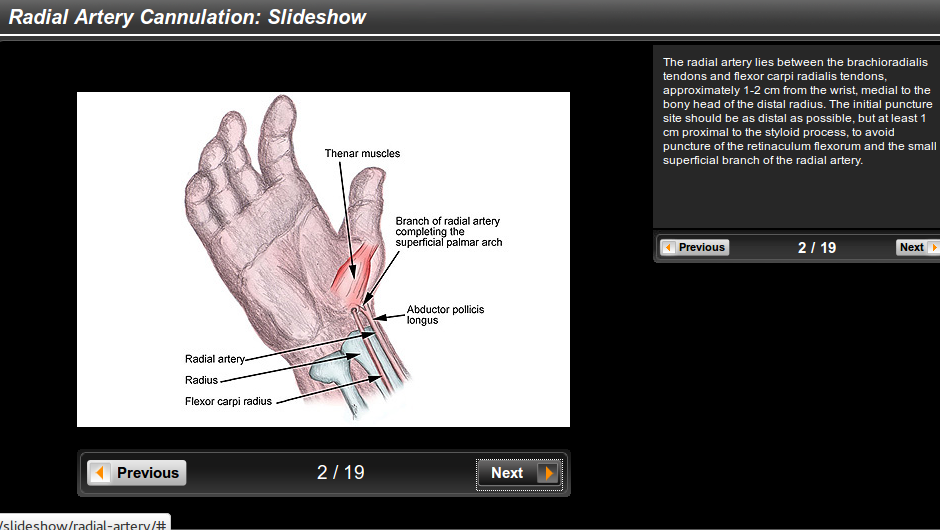 Radial Artery Cannulation: Slideshow
The radial artery lies between the brachioradialis
tendons and flexor carpi radialis tendons,
approximately 1-2 cm from the wrist, medial to the
bony head of the distal radius. The initial puncture
site should be as distal as possible, but at least 1
cm proximal to the styloid process, to avoid
puncture of the retinaculum flexorum and the small
superficial branch of the radial artery.
Previous
2 / 19
Next
Thenar muscles
Branch of radial artery
completing the
superficial palmar arch
Abductor pollicis
longus
Radial artery
Radius
Flexor carpi radius
Previous
2 / 19
Next
/slideshow/radial-artery/#